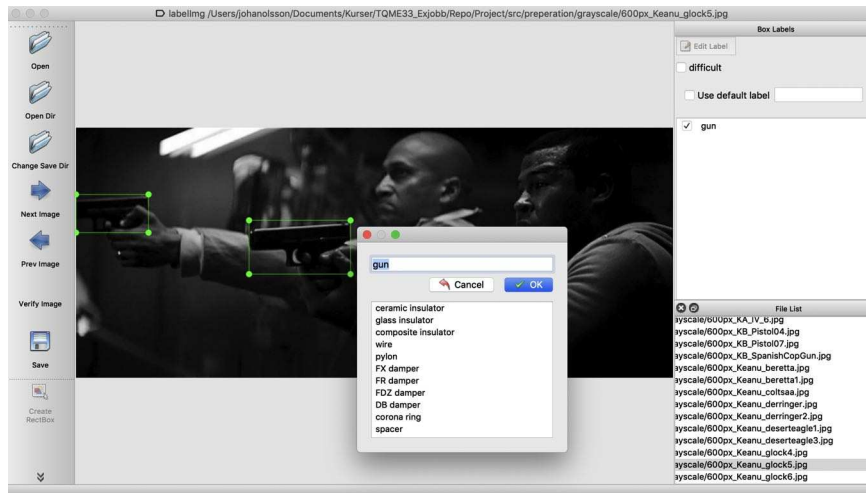 labelImg /Users/johanolsson/Documents/Kurser/TQME33_Exjobb/Repo/Project/src/preperation/grayscale/600px_Keanu_glock5.jpg
Open
Open Dir
Change Save Dir
Next Image
Prev Image
Verify Image
Save
Create
RectBox
gun
Cancel
OK
ceramic insulator
glass insulator
composite insulator
wire
pylon
FX damper
FR damper
FDZ damper
DB damper
corona ring
spacer
Box Labels
Edit Label
difficult
Use default label
gun
File List
ayscale/600px_KA_IV_6.jpg
ayscale/600px_KB_Pistol04.jpg
ayscale/600px_KB_Pistol07.jpg
ayscale/600px_KB_SpanishCopGun.jpg
ayscale/600px_Keanu_beretta.jpg
ayscale/600px_Keanu_beretta1.jpg
ayscale/600px_Keanu_coltsaa.jpg
ayscale/600px_Keanu_derringer.jpg
ayscale/600px_Keanu_derringer2.jpg
ayscale/600px_Keanu_deserteagle1.jpg
ayscale/600px_Keanu_deserteagle3.jpg
ayscale/600px_Keanu_glock4.jpg
ayscale/600px_Keanu_glock5.jpg
ayscale/600px_Keanu_glock6.jpg